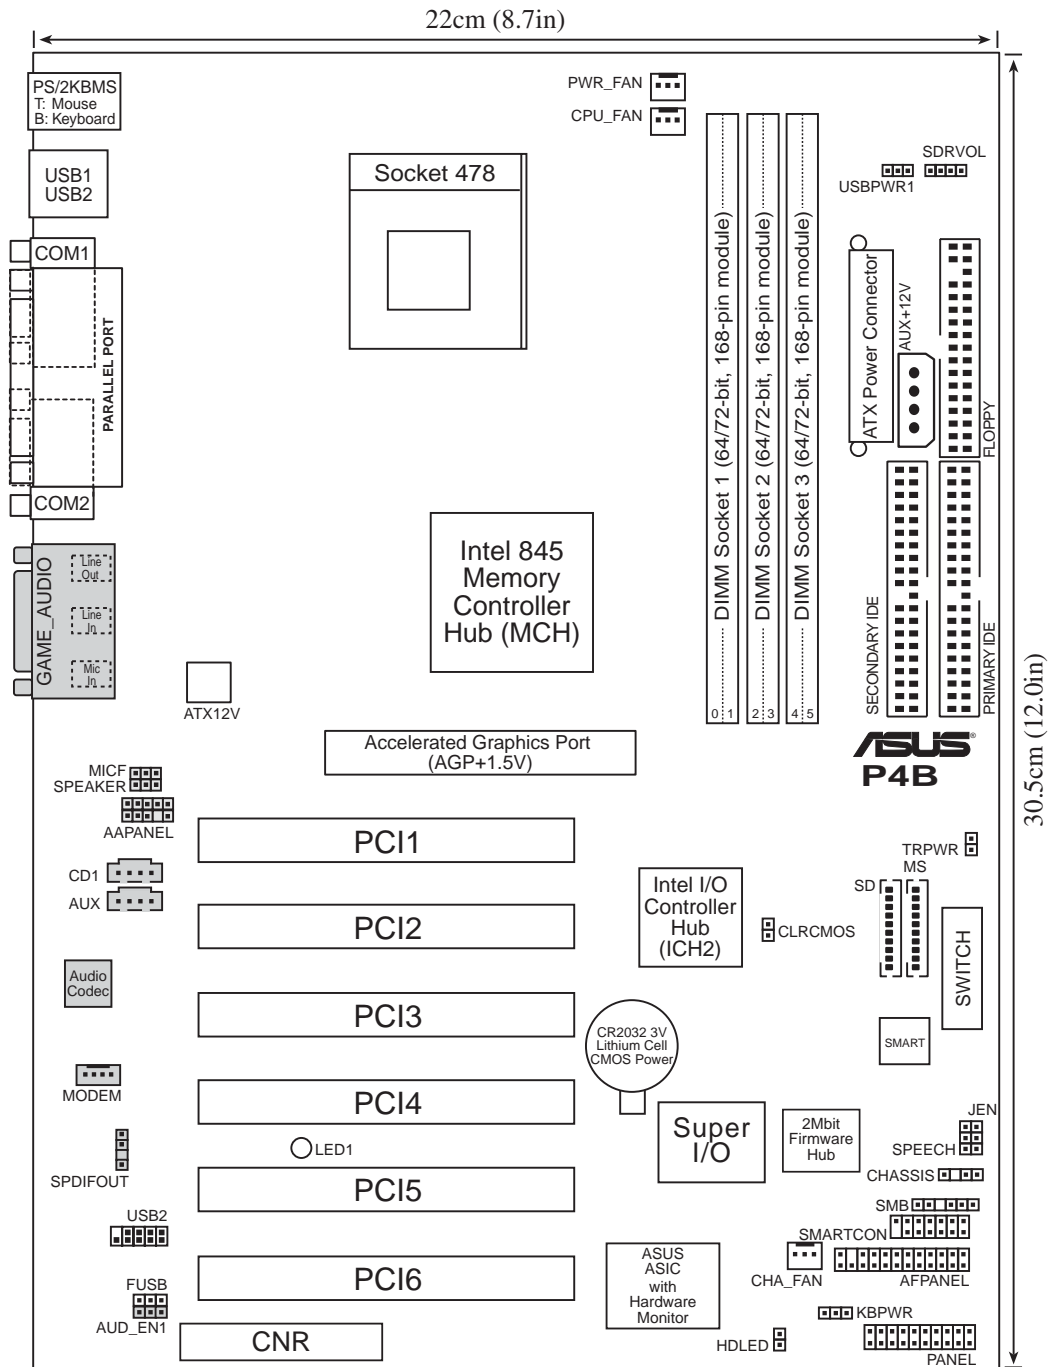 22cm (8.7in)
PS/2KBMS
T: Mouse
B: Keyboard
PWR_FAN
CPU_FAN
USB1
USB2
Socket 478
SDRVOL
USBPWR1
COM1
PARALLEL PORT
COM2
DIMM Socket 1 (64/72-bit, 168-pin module)
DIMM Socket 2 (64/72-bit, 168-pin module)
DIMM Socket 3 (64/72-bit, 168-pin module)
0 1
2 3
4 5
ATX Power Connector
AUX+12V
FLOPPY
SECONDARY IDE
PRIMARY IDE
30.5cm (12.0in)
Intel 845
Memory
Controller
Hub (MCH)
GAME_AUDIO
Line
Out
Line
In
Mic
In
ATX12V
Accelerated Graphics Port
(AGP+1.5V)
ASUS®
P4B
MICF
SPEAKER
AAPANEL
CD1
AUX
Audio
Codec
MODEM
SPDIFOUT
USB2
FUSB
AUD_EN1
PCI1
PCI2
PCI3
PCI4
LED1
PCI5
PCI6
CNR
Intel I/O
Controller
Hub
(ICH2)
CLRCMOS
TRPWR
MS
SD
SWITCH
SMART
CR2032 3V
Lithium Cell
CMOS Power
Super
I/O
2Mbit
Firmware
Hub
JEN
SPEECH
CHASSIS
SMB
SMARTCON
CHA_FAN
AFPANEL
ASUS
ASIC
with
Hardware
Monitor
KBPWR
HDLED
PANEL